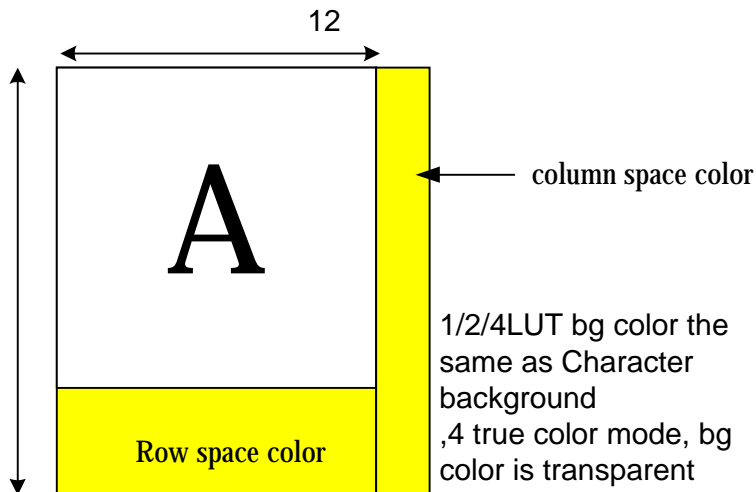 12
A
column space color
1/2/4LUT bg color the
same as Character
background
,4 true color mode, bg
color is transparent
Row space color